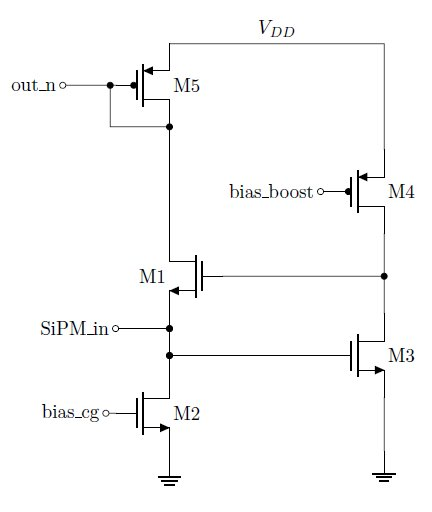 V_DD
out_n
M5
bias_boost
M4
M1
SiPM_in
M3
bias_cg
M2